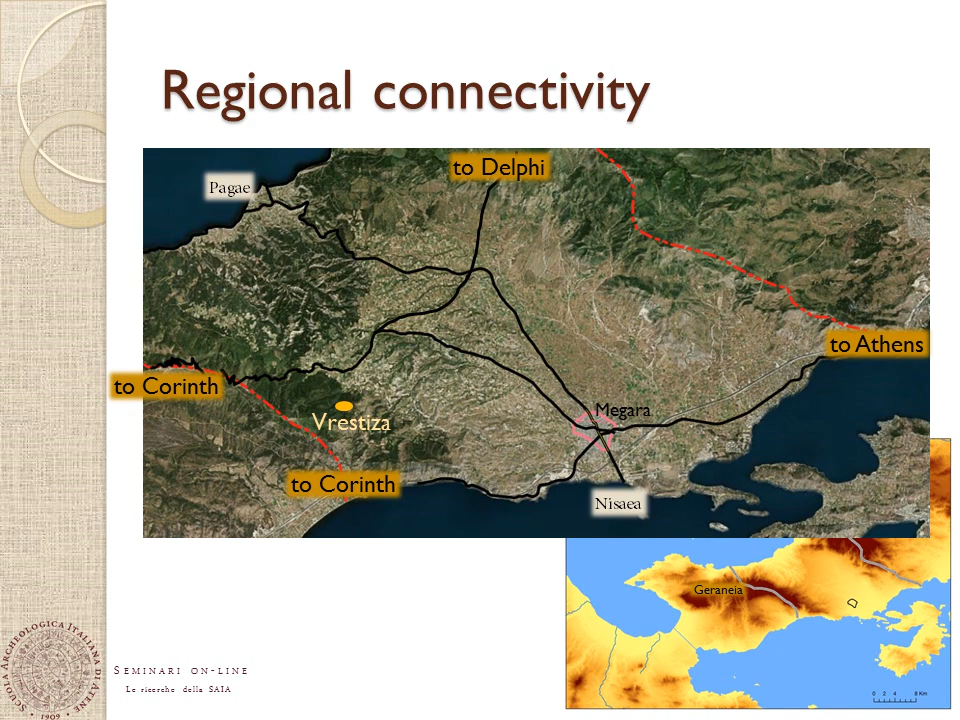 Regional connectivity
to Delphi
Pagae
to Athens
to Corinth
Megara
Vrestiza
to Corinth
Nisaea
Geraneia
SEMINARI ON-LINE
Le ricerche della SAIA
0 2 4 8 Km
SCUOLA ARCHEOLOGICA ITALIANA DI ATENE
• 1909 •